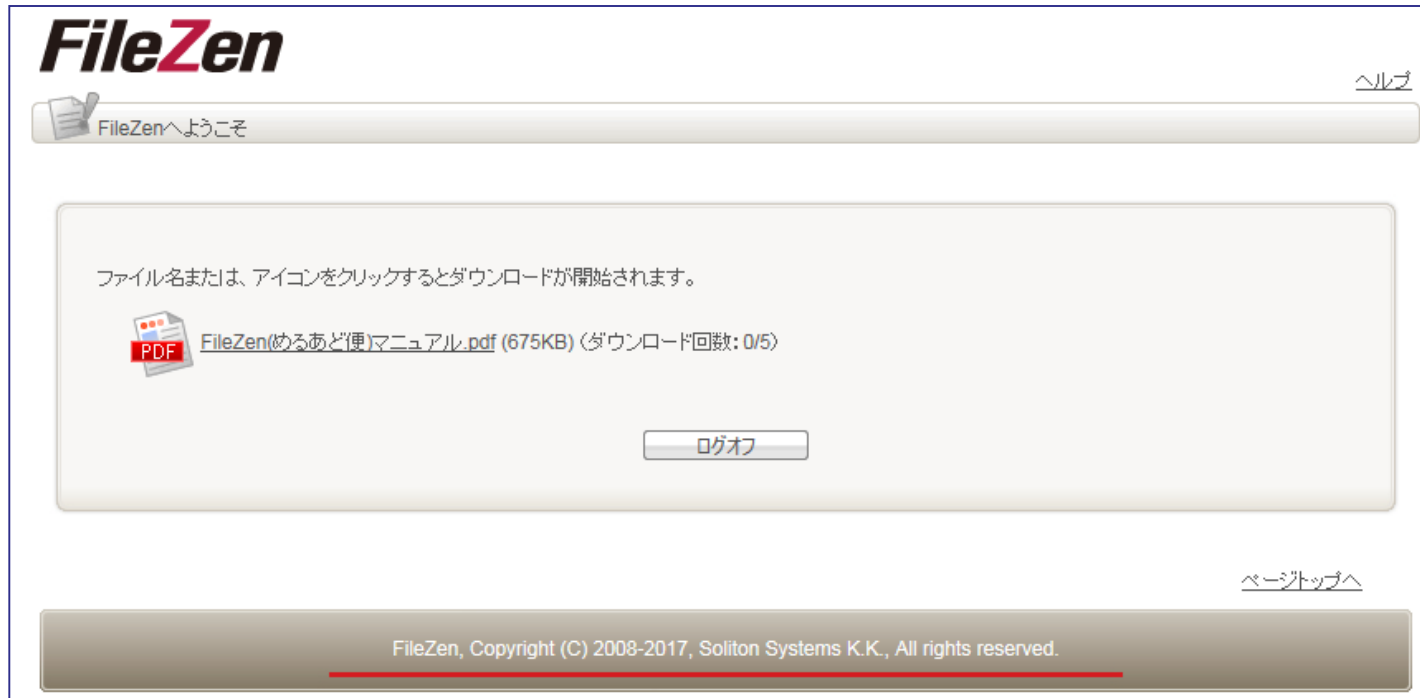 FileZen
ヘルプ
FileZenへようこそ
ファイル名または、アイコンをクリックするとダウンロードが開始されます。
PDF
FileZen(めるあど便)マニュアル.pdf (675KB) (ダウンロード回数: 0/5)
ログオフ
ページトップへ
FileZen, Copyright (C) 2008-2017, Soliton Systems K.K., All rights reserved.